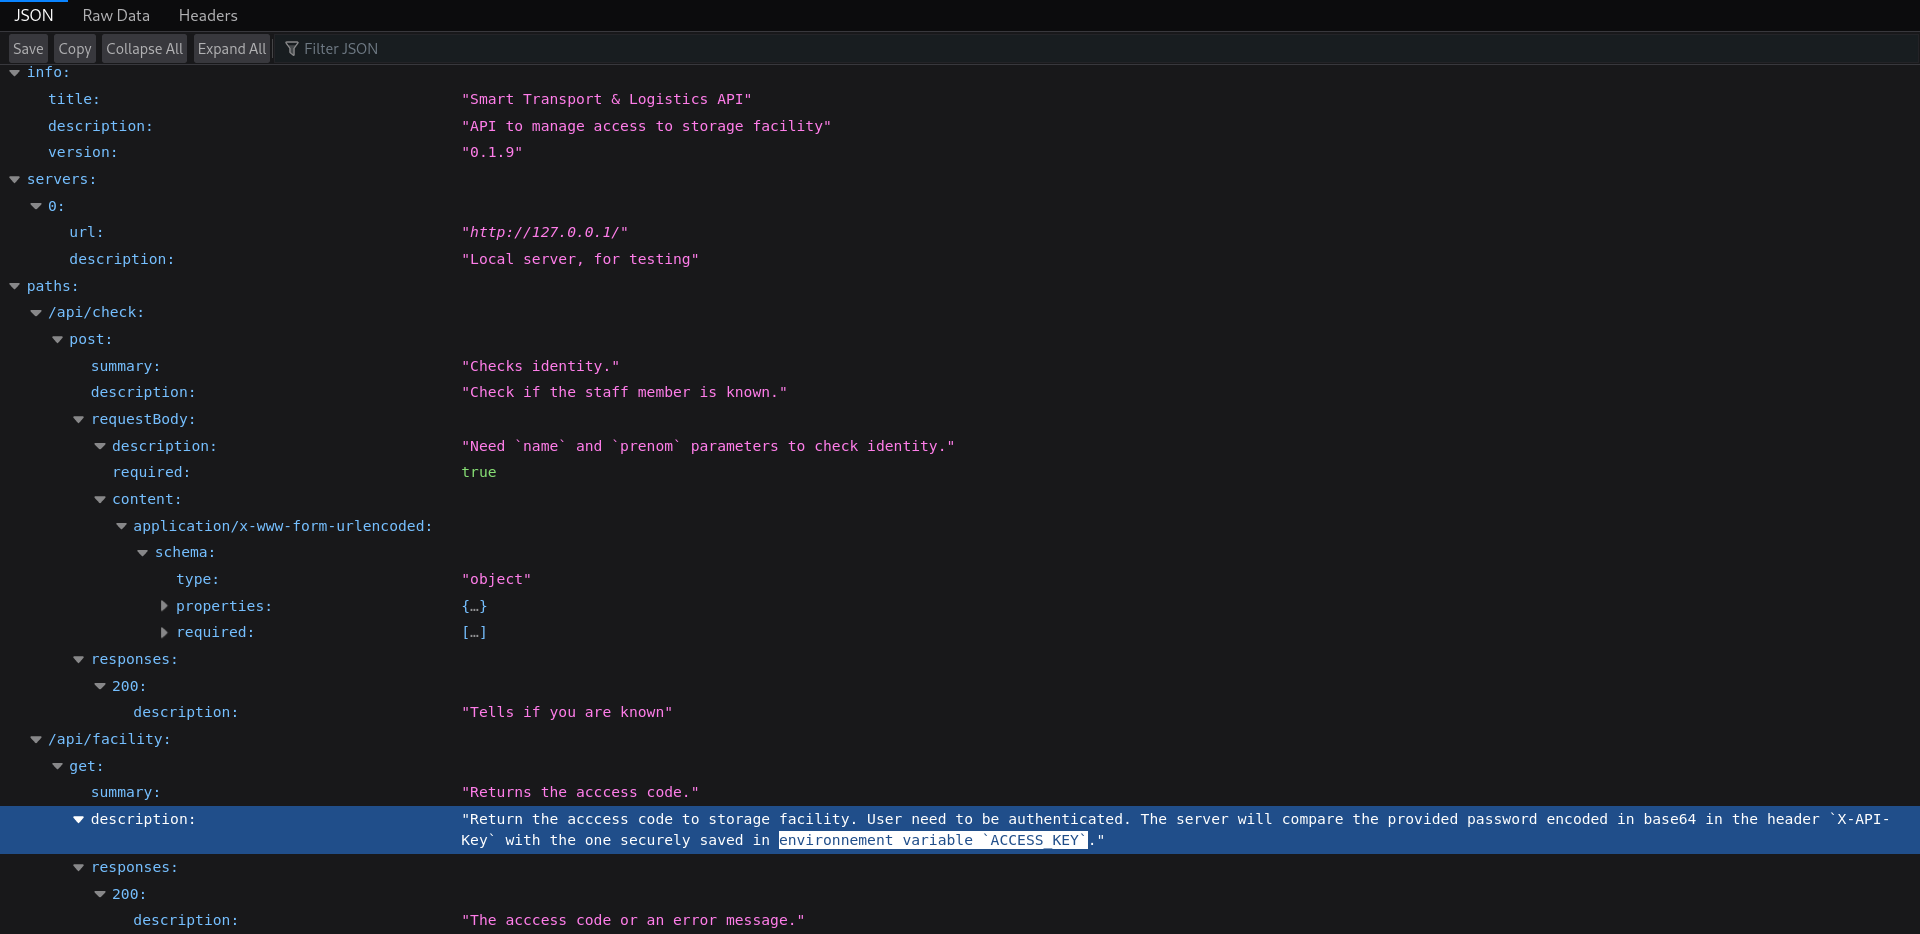 JSON Raw Data Headers
Save Copy Collapse All Expand All Filter JSON
info:
title: "Smart Transport & Logistics API"
description: "API to manage access to storage facility"
version: "0.1.9"
servers:
0:
url: "http://127.0.0.1/"
description: "Local server, for testing"
paths:
/api/check:
post:
summary: "Checks identity."
description: "Check if the staff member is known."
requestBody:
description: "Need `name` and `prenom` parameters to check identity."
required: true
content:
application/x-www-form-urlencoded:
schema:
type: "object"
properties: {…}
required: […]
responses:
200:
description: "Tells if you are known"
/api/facility:
get:
summary: "Returns the acccess code."
description: "Return the acccess code to storage facility. User need to be authenticated. The server will compare the provided password encoded in base64 in the header `X-API-
Key` with the one securely saved in environnement variable `ACCESS_KEY`."
responses:
200:
description: "The acccess code or an error message."